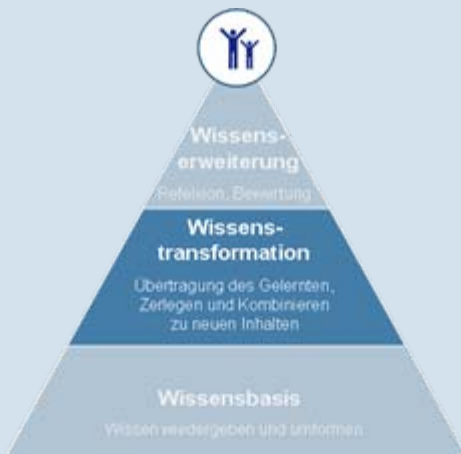 Wissens-
erweiterung
Refelxion, Bewertung
Wissens-
transformation
Übertragung des Gelernten,
Zerlegen und Kombinieren
zu neuen Inhalten
Wissensbasis
Wissen wiedergeben und umformen